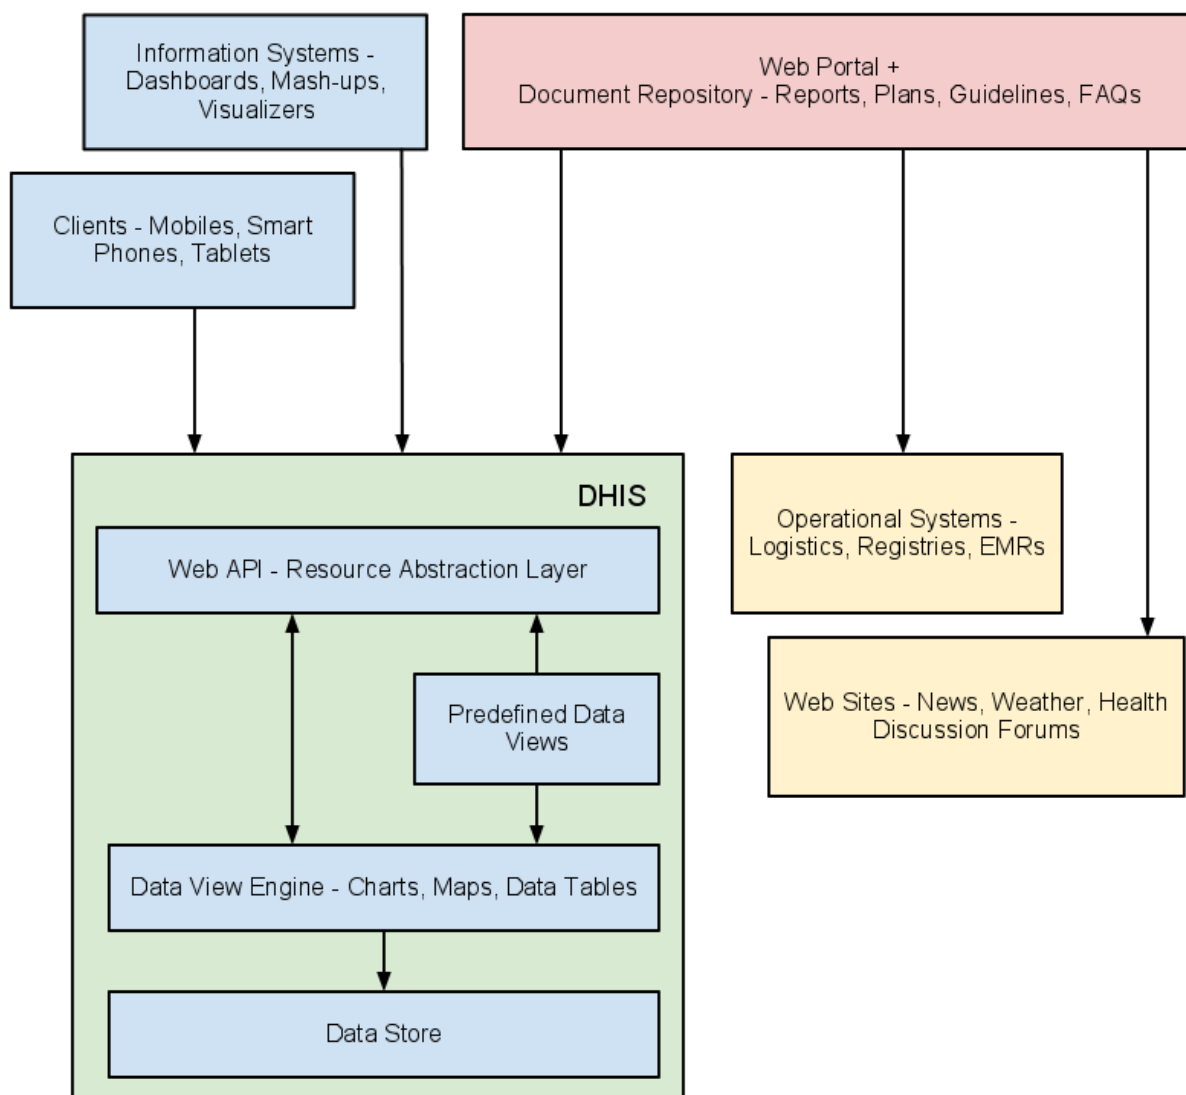 Information Systems -
Dashboards, Mash-ups,
Visualizers
Web Portal +
Document Repository - Reports, Plans, Guidelines, FAQs
Clients - Mobiles, Smart
Phones, Tablets
DHIS
Web API - Resource Abstraction Layer
Predefined Data
Views
Data View Engine - Charts, Maps, Data Tables
Data Store
Operational Systems -
Logistics, Registries, EMRs
Web Sites - News, Weather, Health
Discussion Forums